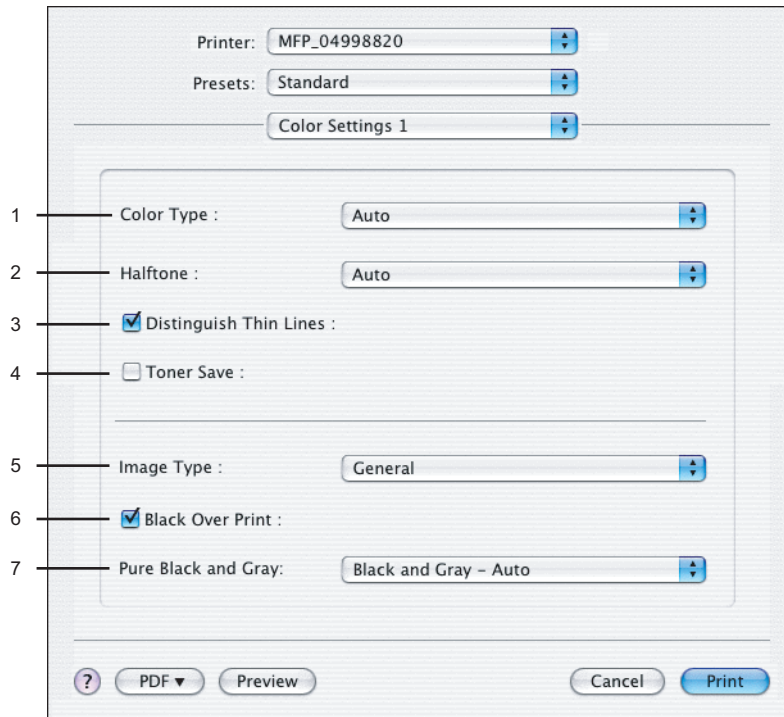 Printer: MFP_04998820
Presets: Standard
Color Settings 1
1 Color Type : Auto
2 Halftone : Auto
3 Distinguish Thin Lines :
4 Toner Save :
5 Image Type : General
6 Black Over Print :
7 Pure Black and Gray: Black and Gray – Auto
? PDF ▼ Preview Cancel Print